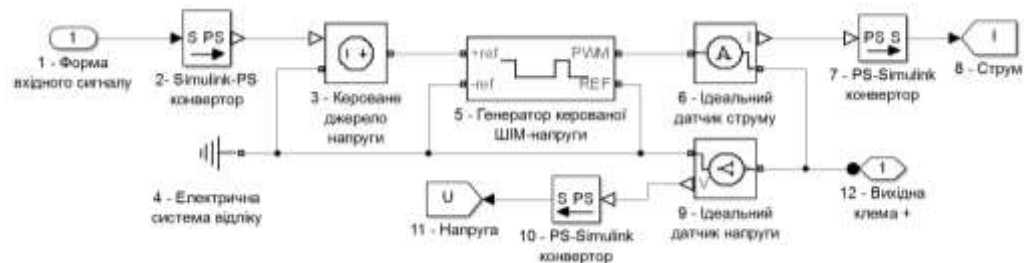 1
1 - Форма
вхідного сигналу
S PS
2- Simulink-PS
конвертор
3 - Кероване
джерело
напруги
+ref PWM
-ref REF
5 - Генератор керованої
ШІМ-напруги
A
I
6 - Ідеальний
датчик струму
PS S
7 - PS-Simulink
конвертор
I
8 - Струм
4 - Електрична
система відліку
U
11 - Напруга
S PS
10 - PS-Simulink
конвертор
V
V
9 - Ідеальний
датчик напруги
1
12 - Вихідна
клема +